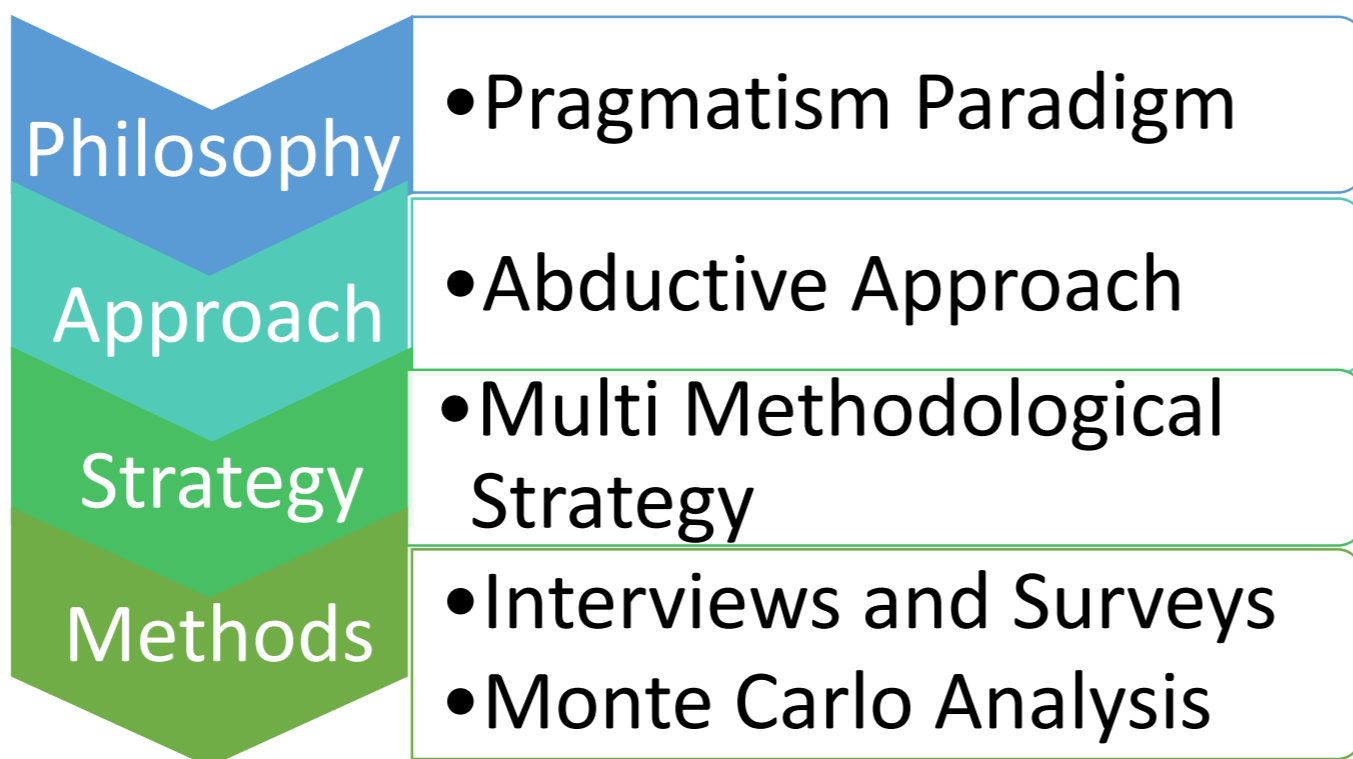 Philosophy
•Pragmatism Paradigm
Approach
•Abductive Approach
Strategy
•Multi Methodological
Strategy
Methods
•Interviews and Surveys
•Monte Carlo Analysis